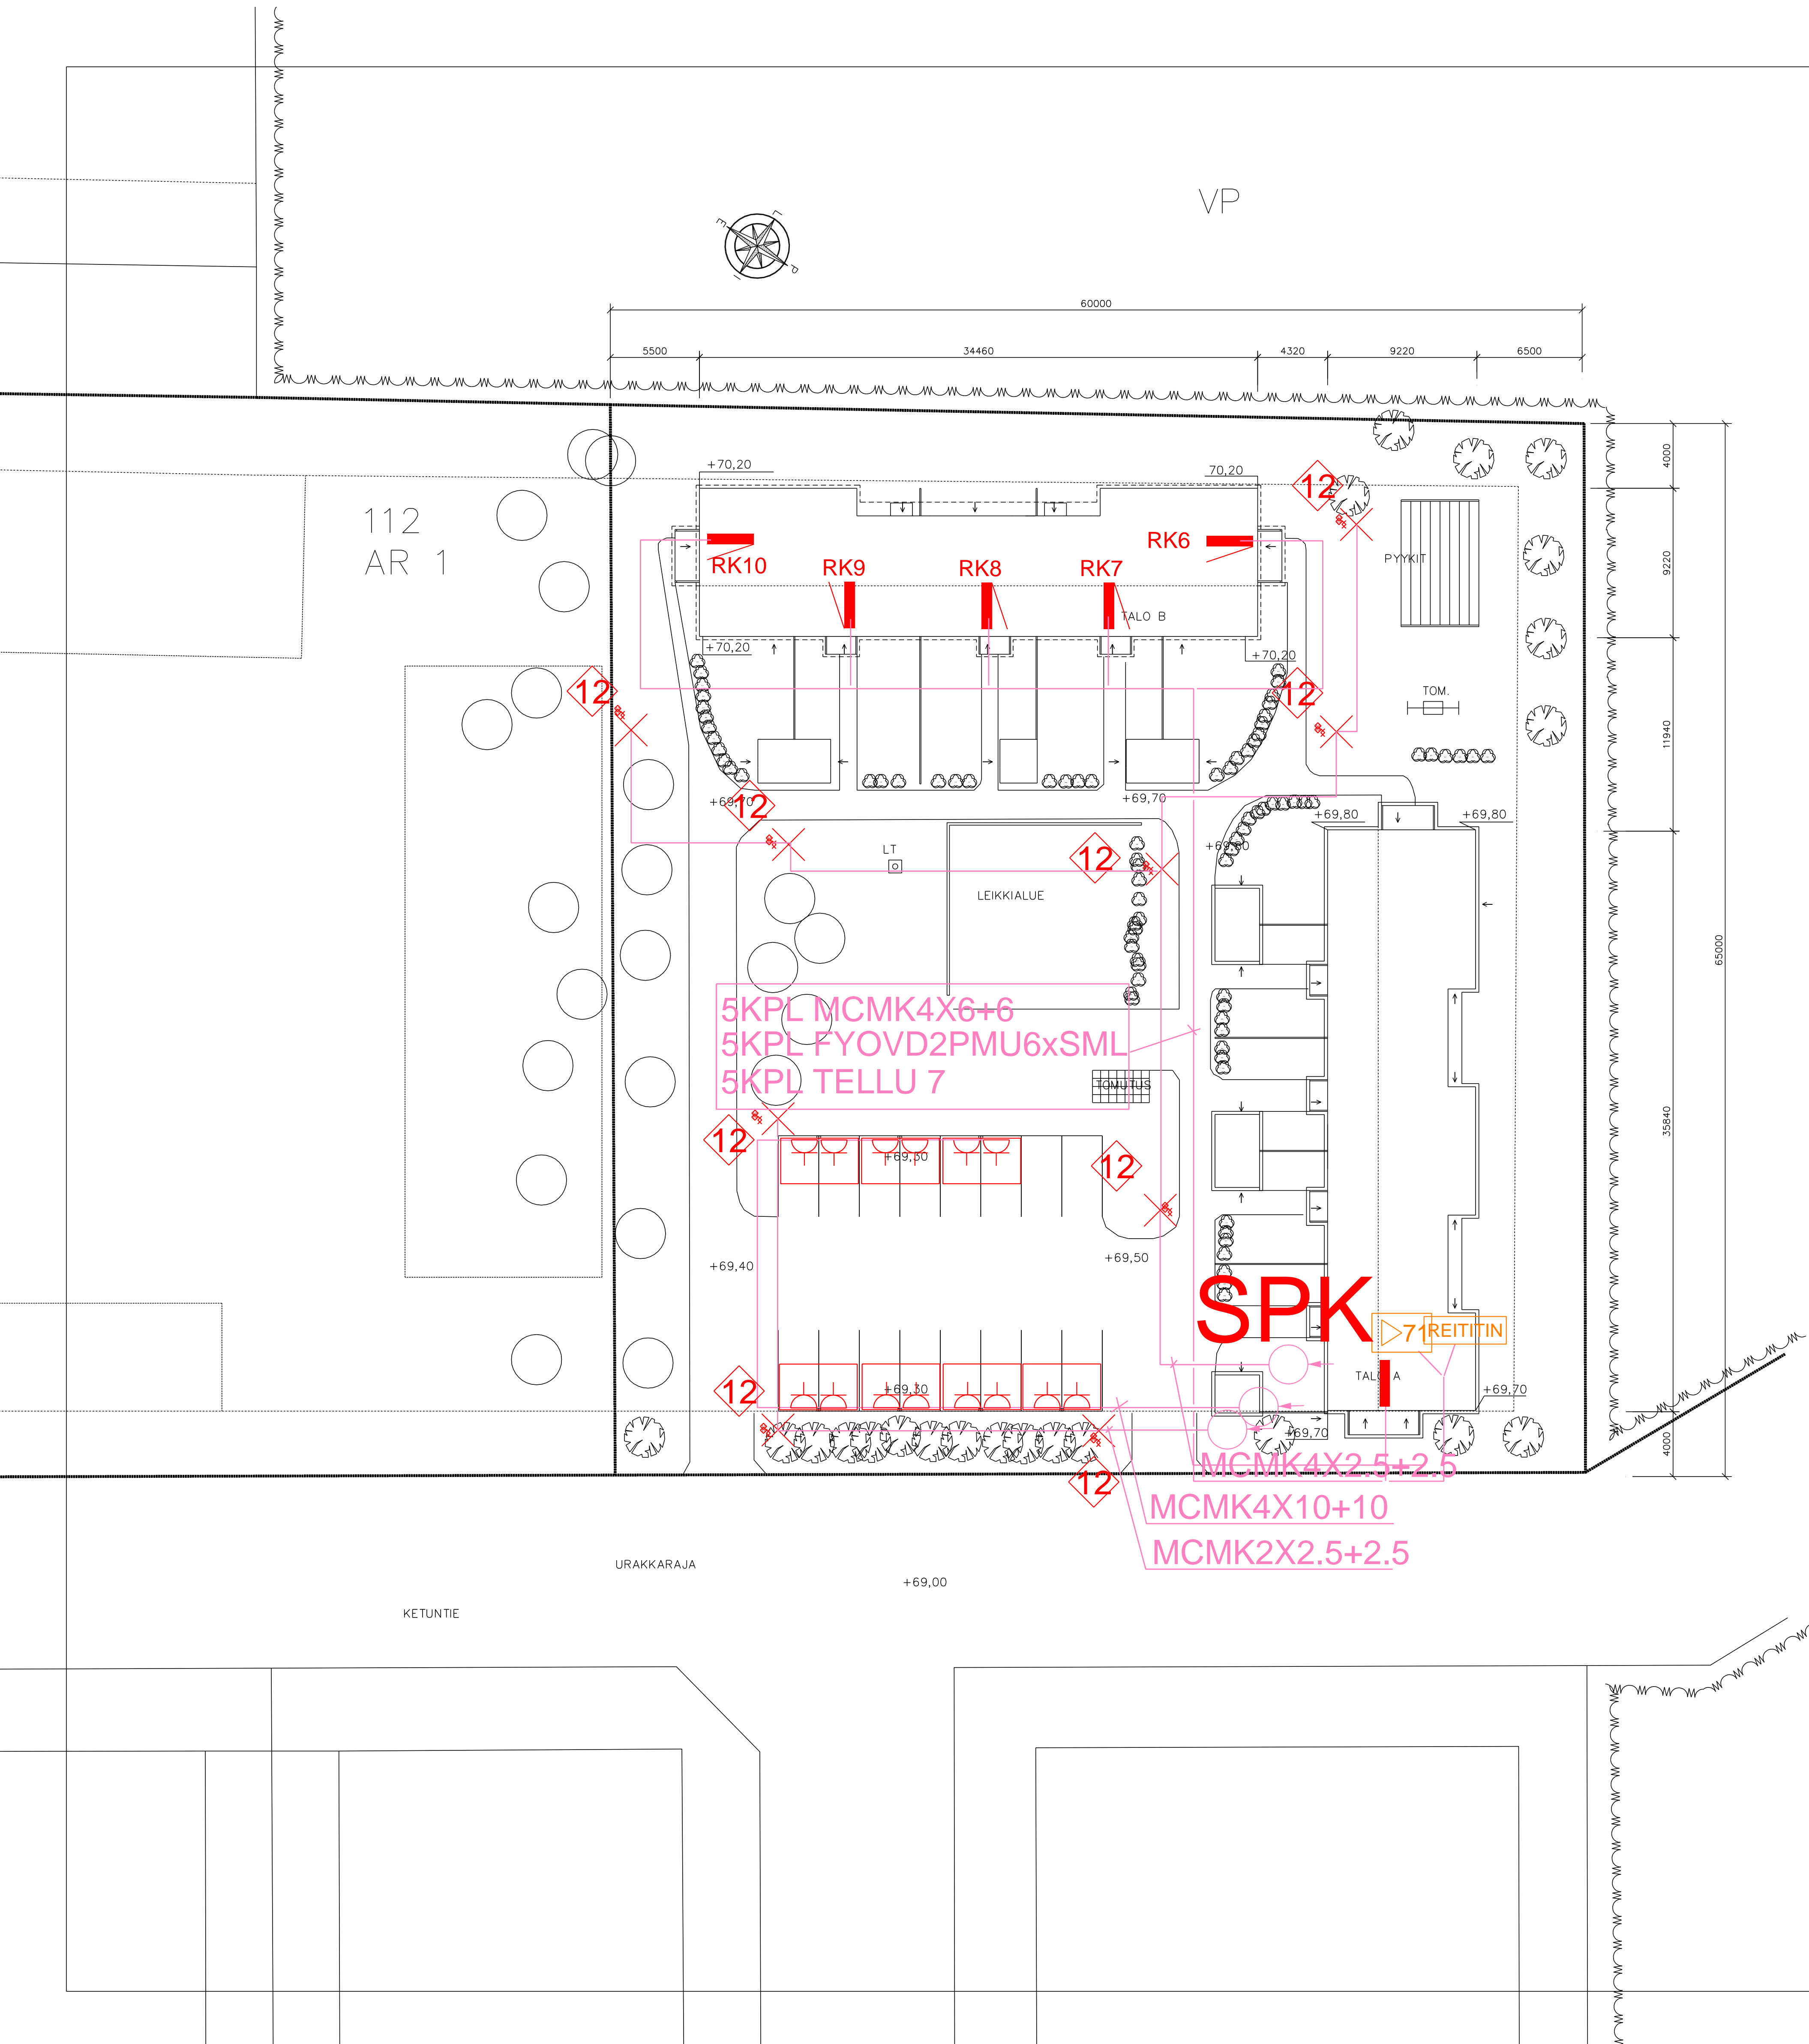 VP
L
E
P
I
60000
5500
34460
4320
9220
6500
112
AR 1
+70,20
70,20
12
4000
RK10
RK9
RK8
RK7
RK6
PYYKIT
9220
TALO B
+70,20
+70,20
12
12
TOM.
11940
+69,70
12
+69,70
+69,80
+69,80
LT
12
+69,80
LEIKKIALUE
65000
5KPL MCMK4X6+6
5KPL FYOVD2PMU6xSML
5KPL TELLU 7
TOMUTUS
12
+69,30
12
35840
+69,40
+69,50
SPK
71
REITITIN
TALO A
12
+69,30
+69,70
+69,70
4000
MCMK4X2.5+2.5
12
MCMK4X10+10
MCMK2X2.5+2.5
URAKKARAJA
+69,00
KETUNTIE